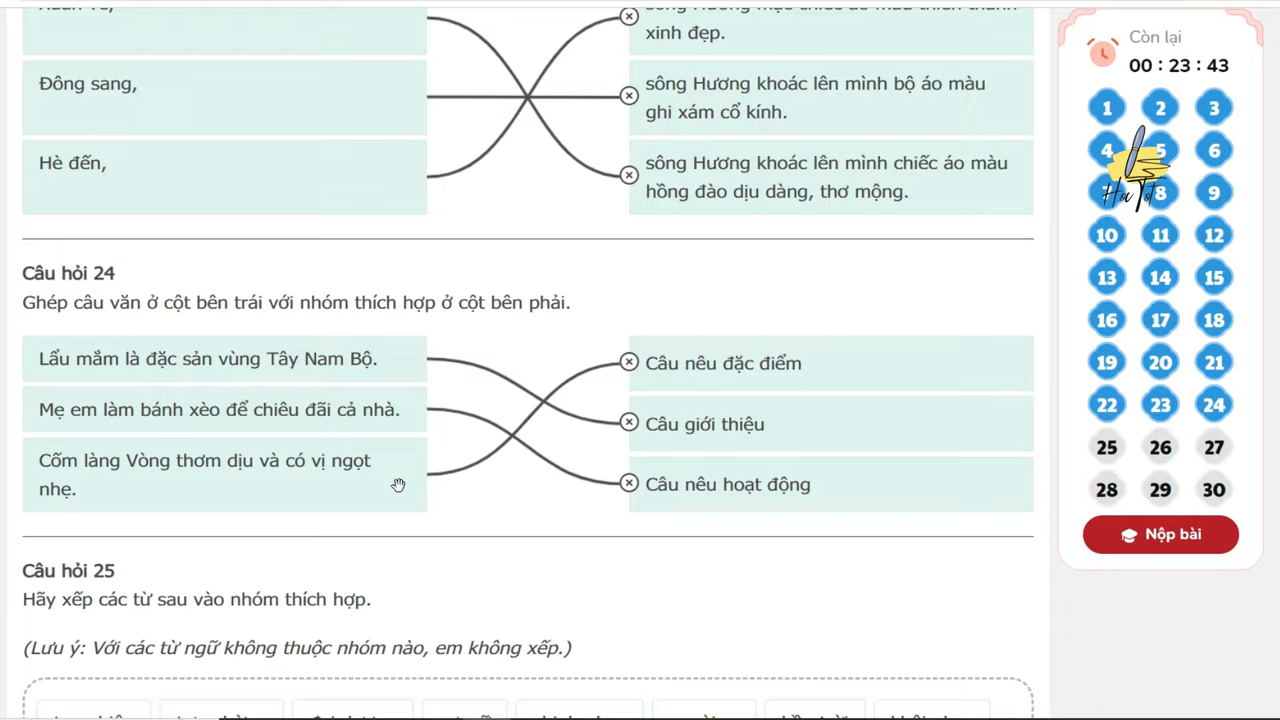 xinh đẹp.
Đông sang,
sông Hương khoác lên mình bộ áo màu
ghi xám cổ kính.
Hè đến,
sông Hương khoác lên mình chiếc áo màu
hồng đào dịu dàng, thơ mộng.
Câu hỏi 24
Ghép câu văn ở cột bên trái với nhóm thích hợp ở cột bên phải.
Lẩu mắm là đặc sản vùng Tây Nam Bộ.
Câu nêu đặc điểm
Mẹ em làm bánh xèo để chiêu đãi cả nhà.
Câu giới thiệu
Cốm làng Vòng thơm dịu và có vị ngọt
nhẹ.
Câu nêu hoạt động
Câu hỏi 25
Hãy xếp các từ sau vào nhóm thích hợp.
(Lưu ý: Với các từ ngữ không thuộc nhóm nào, em không xếp.)
Còn lại
00 : 23 : 43
1 2 3
4 5 6
7 8 9
Học Tốt
10 11 12
13 14 15
16 17 18
19 20 21
22 23 24
25 26 27
28 29 30
Nộp bài